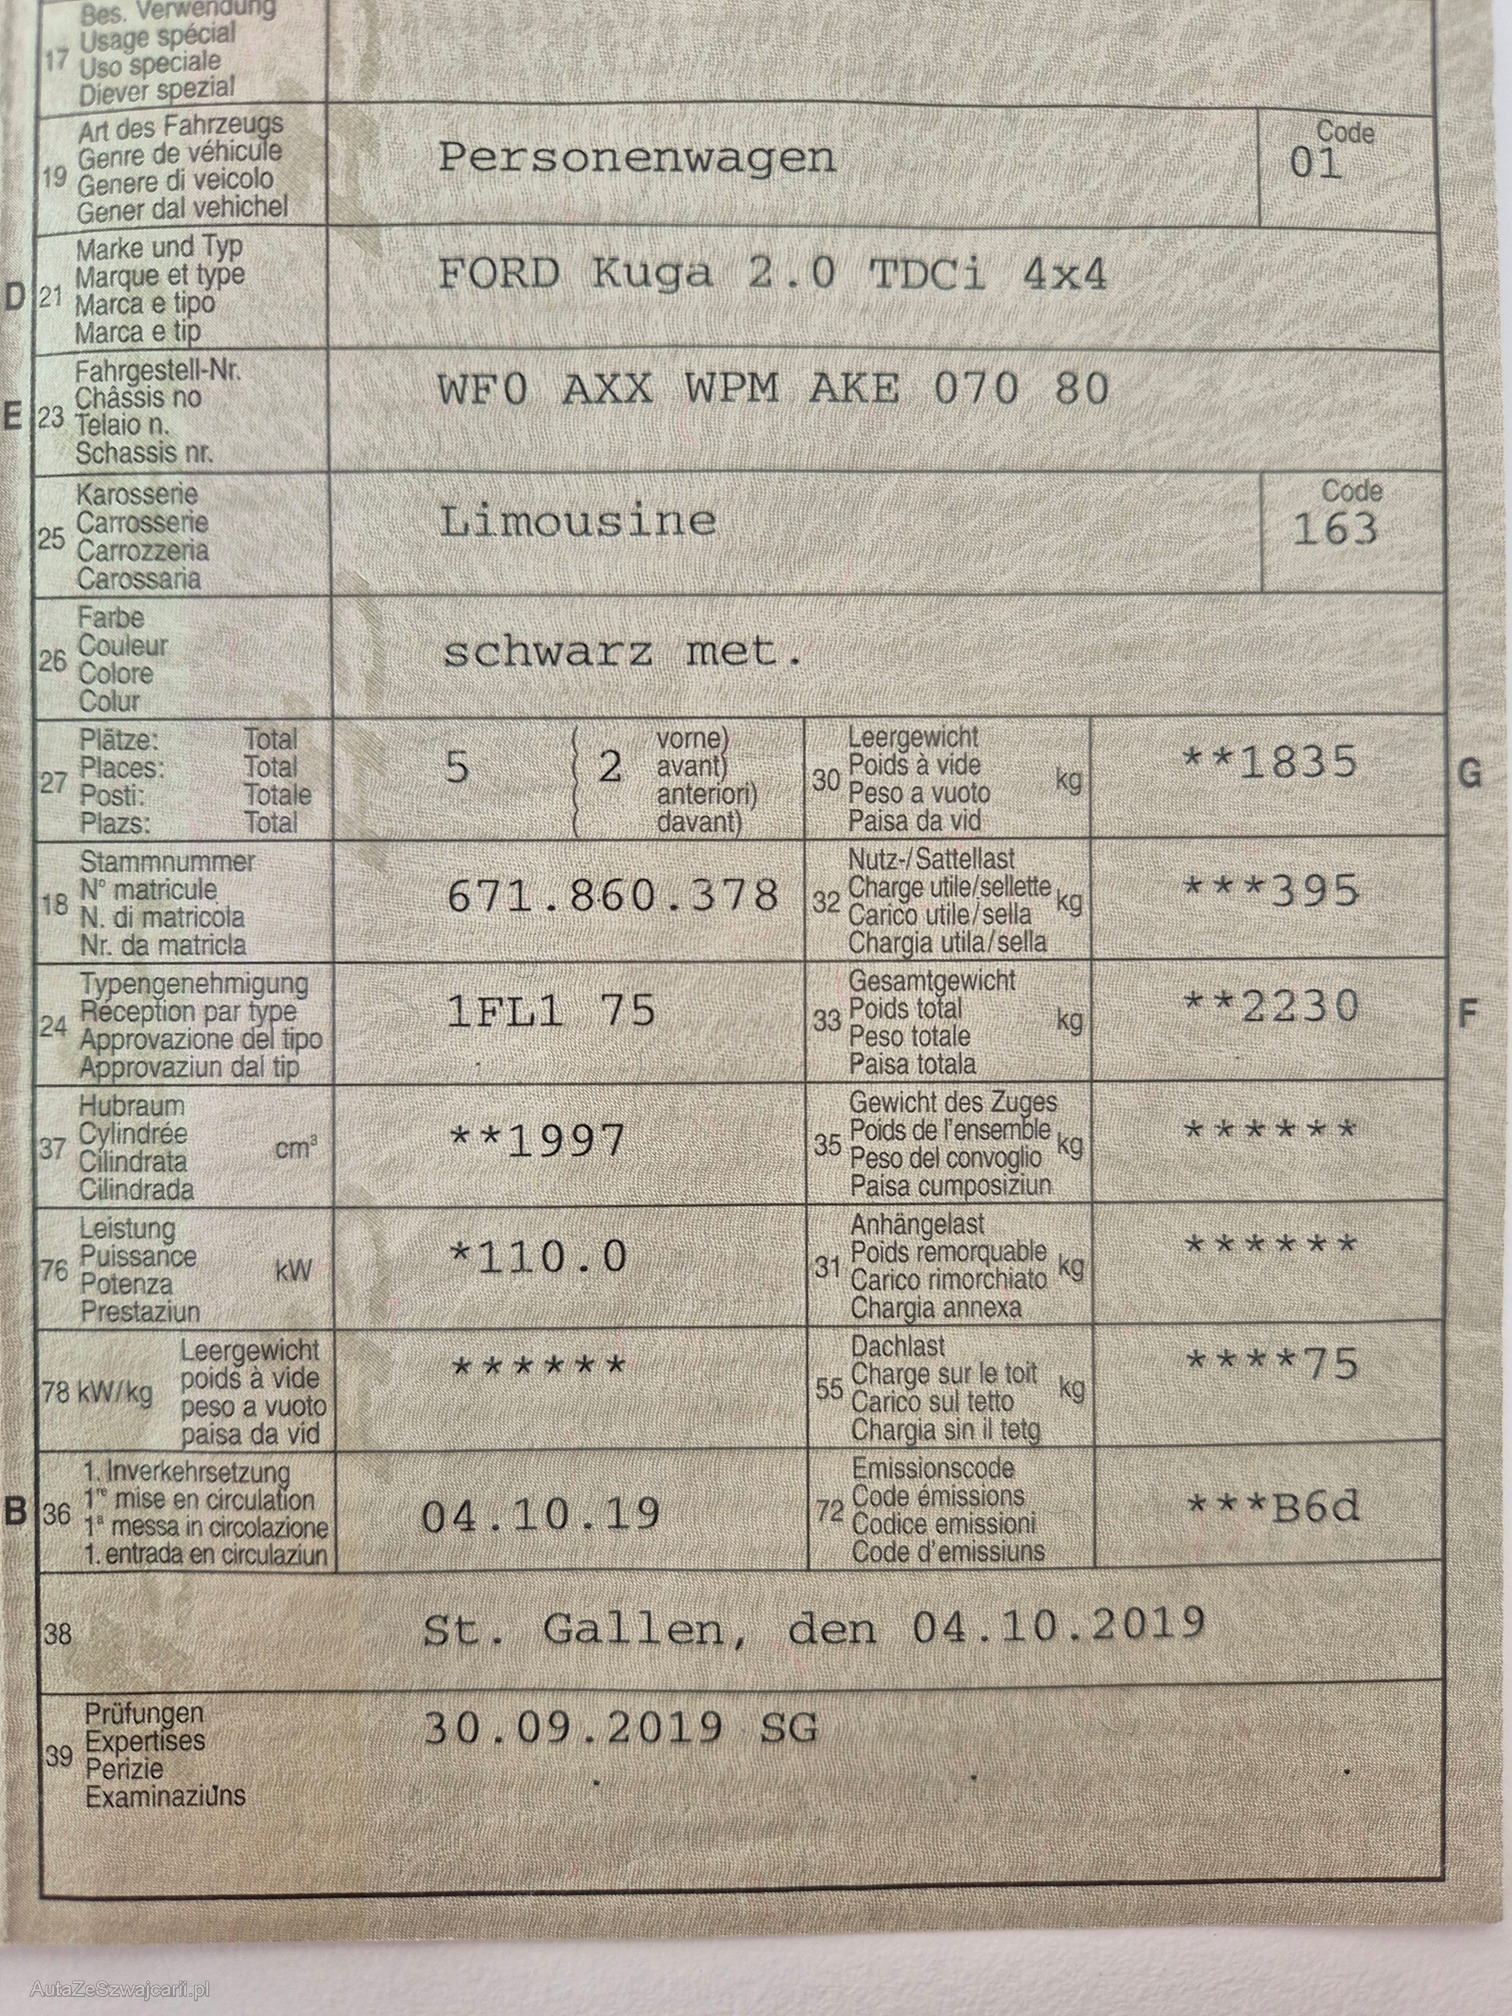 Bes. Verwendung
17 Usage spécial
Uso speciale
Diever spezial
Art des Fahrzeugs
19 Genre de véhicule
Genere di veicolo
Gener dal vehichel
Personenwagen
Code
01
Marke und Typ
D 21 Marque et type
Marca e tipo
Marca e tip
FORD Kuga 2.0 TDCi 4x4
Fahrgestell-Nr.
E 23 Châssis no
Telaio n.
Schassis nr.
WF0 AXX WPM AKE 070 80
Karosserie
25 Carrosserie
Carrozzeria
Carossaria
Limousine
Code
163
Farbe
26 Couleur
Colore
Colur
schwarz met.
Plätze: Total
27 Places: Total
Posti: Totale
Plazs: Total
5 ( 2 vorne)
( avant)
( anteriori)
( davant)
Leergewicht
30 Poids à vide kg
Peso a vuoto
Paisa da vid
**1835
G
Stammnummer
18 N° matricule
N. di matricola
Nr. da matricla
671.860.378
Nutz-/Sattellast
32 Charge utile/sellette kg
Carico utile/sella
Chargia utila/sella
***395
Typengenehmigung
24 Réception par type
Approvazione del tipo
Approvaziun dal tip
1FL1 75
Gesamtgewicht
33 Poids total kg
Peso totale
Paisa totala
**2230
F
Hubraum
37 Cylindrée cm³
Cilindrata
Cilindrada
**1997
Gewicht des Zuges
35 Poids de l'ensemble kg
Peso del convoglio
Paisa cumposiziun
******
Leistung
76 Puissance kW
Potenza
Prestaziun
*110.0
Anhängelast
31 Poids remorquable kg
Carico rimorchiato
Chargia annexa
******
Leergewicht
78 kW/kg poids à vide
peso a vuoto
paisa da vid
******
Dachlast
55 Charge sur le toit kg
Carico sul tetto
Chargia sin il tetg
****75
1. Inverkehrsetzung
B 36 1re mise en circulation
1a messa in circolazione
1. entrada en circulaziun
04.10.19
Emissionscode
72 Code émissions
Codice emissioni
Code d'emissiuns
***B6d
38
St. Gallen, den 04.10.2019
Prüfungen
39 Expertises
Perizie
Examinaziuns
30.09.2019 SG
AutaZeSzwajcarii.pl